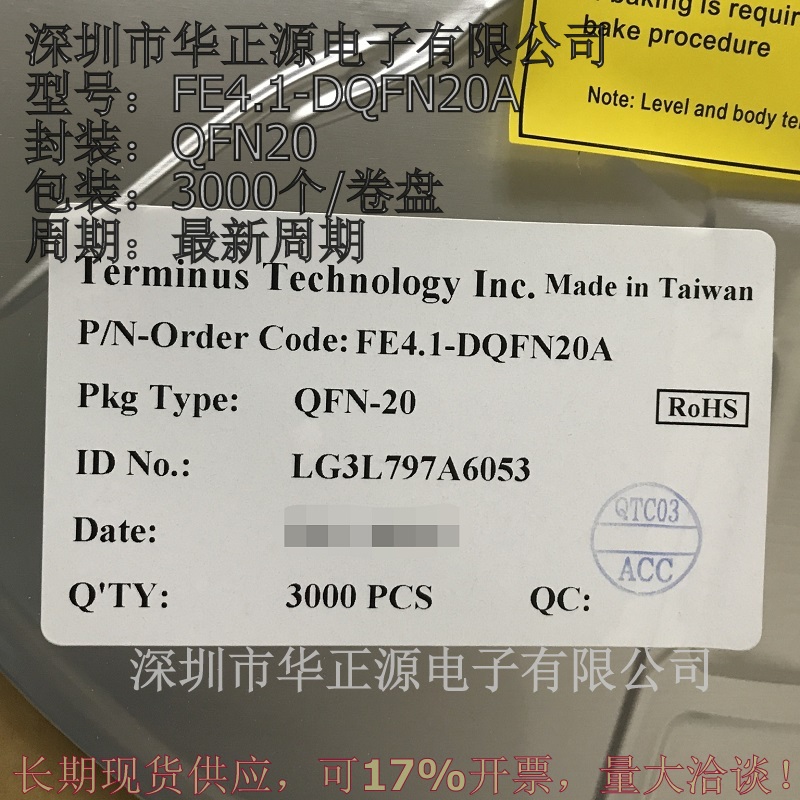 baking is requir
bake procedure
Note: Level and body te
深圳市华正源电子有限公司
型号：FE4.1-DQFN20A
封装：QFN20
包装：3000个/卷盘
周期：最新周期
Terminus Technology Inc. Made in Taiwan
P/N-Order Code: FE4.1-DQFN20A
Pkg Type: QFN-20
RoHS
ID No.: LG3L797A6053
Date:
QTC03
ACC
Q'TY: 3000 PCS QC:
深圳市华正源电子有限公司
长期现货供应，可17%开票，量大洽谈！